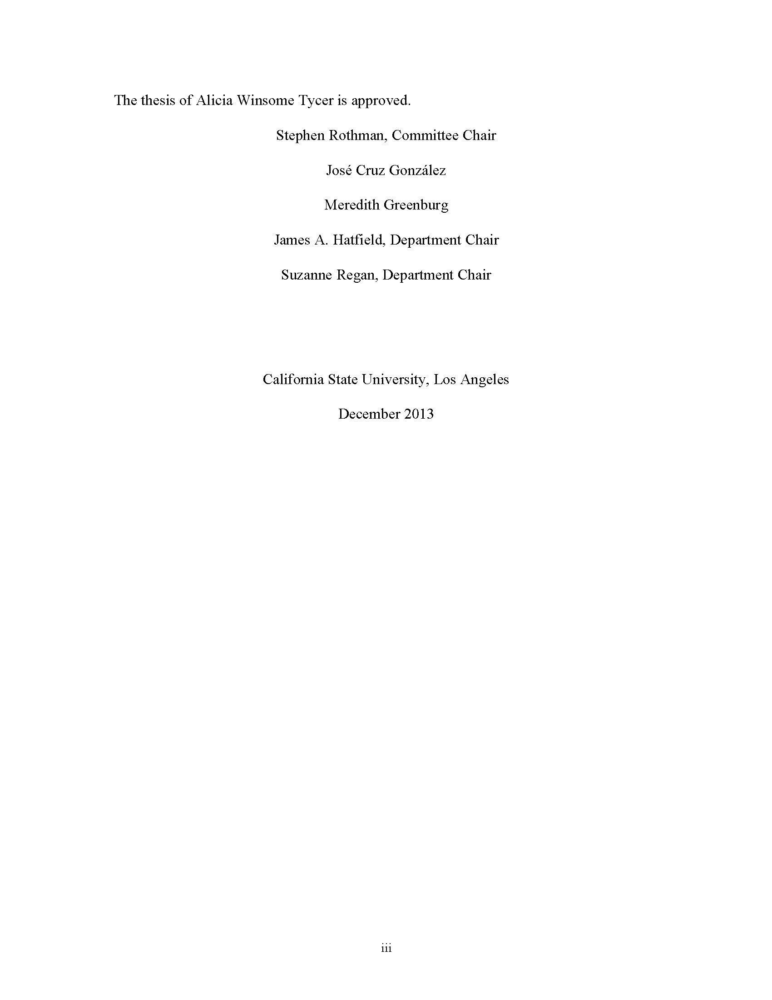 The thesis of Alicia Winsome Tycer is approved.
Stephen Rothman, Committee Chair
José Cruz González
Meredith Greenburg
James A. Hatfield, Department Chair
Suzanne Regan, Department Chair
California State University, Los Angeles
December 2013
iii